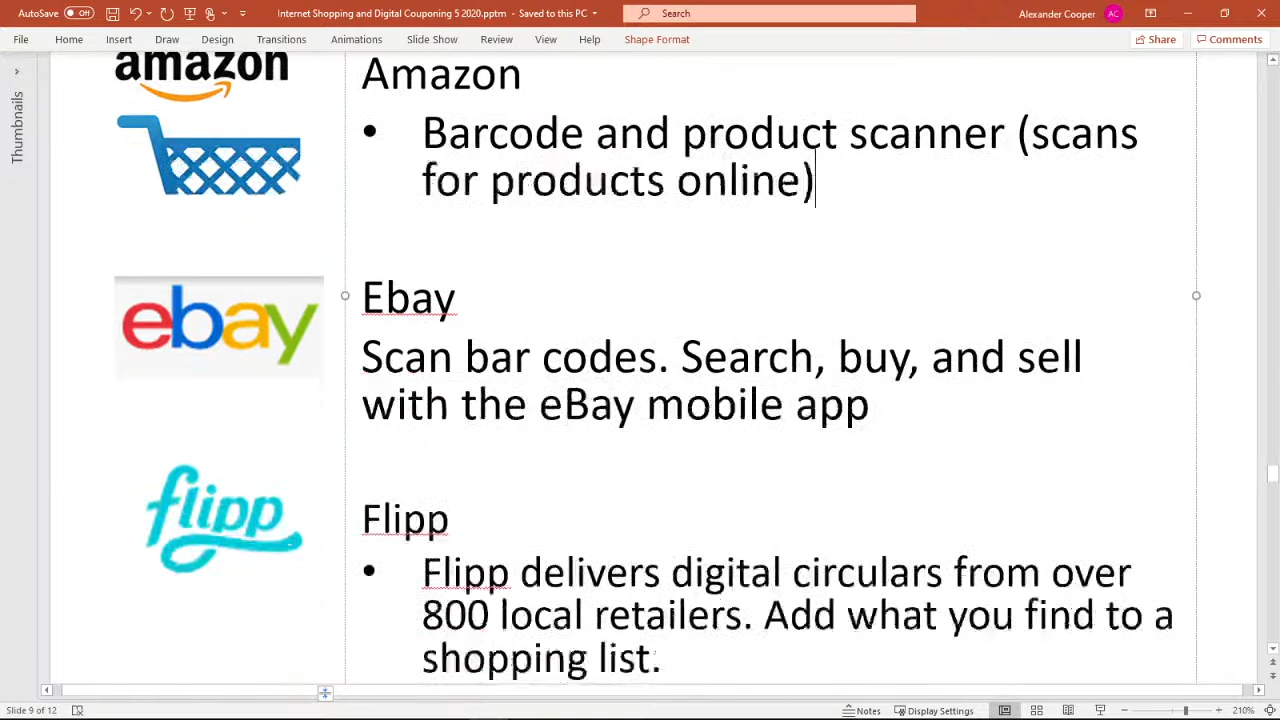 AutoSave Off Internet Shopping and Digital Couponing 5 2020.pptm - Saved to this PC Search Alexander Cooper AC
File Home Insert Draw Design Transitions Animations Slide Show Review View Help Shape Format Share Comments
Thumbnails
amazon
Amazon
• Barcode and product scanner (scans
for products online)
ebay
Ebay
Scan bar codes. Search, buy, and sell
with the eBay mobile app
flipp
Flipp
• Flipp delivers digital circulars from over
800 local retailers. Add what you find to a
shopping list.
Slide 9 of 12 Notes Display Settings 210%